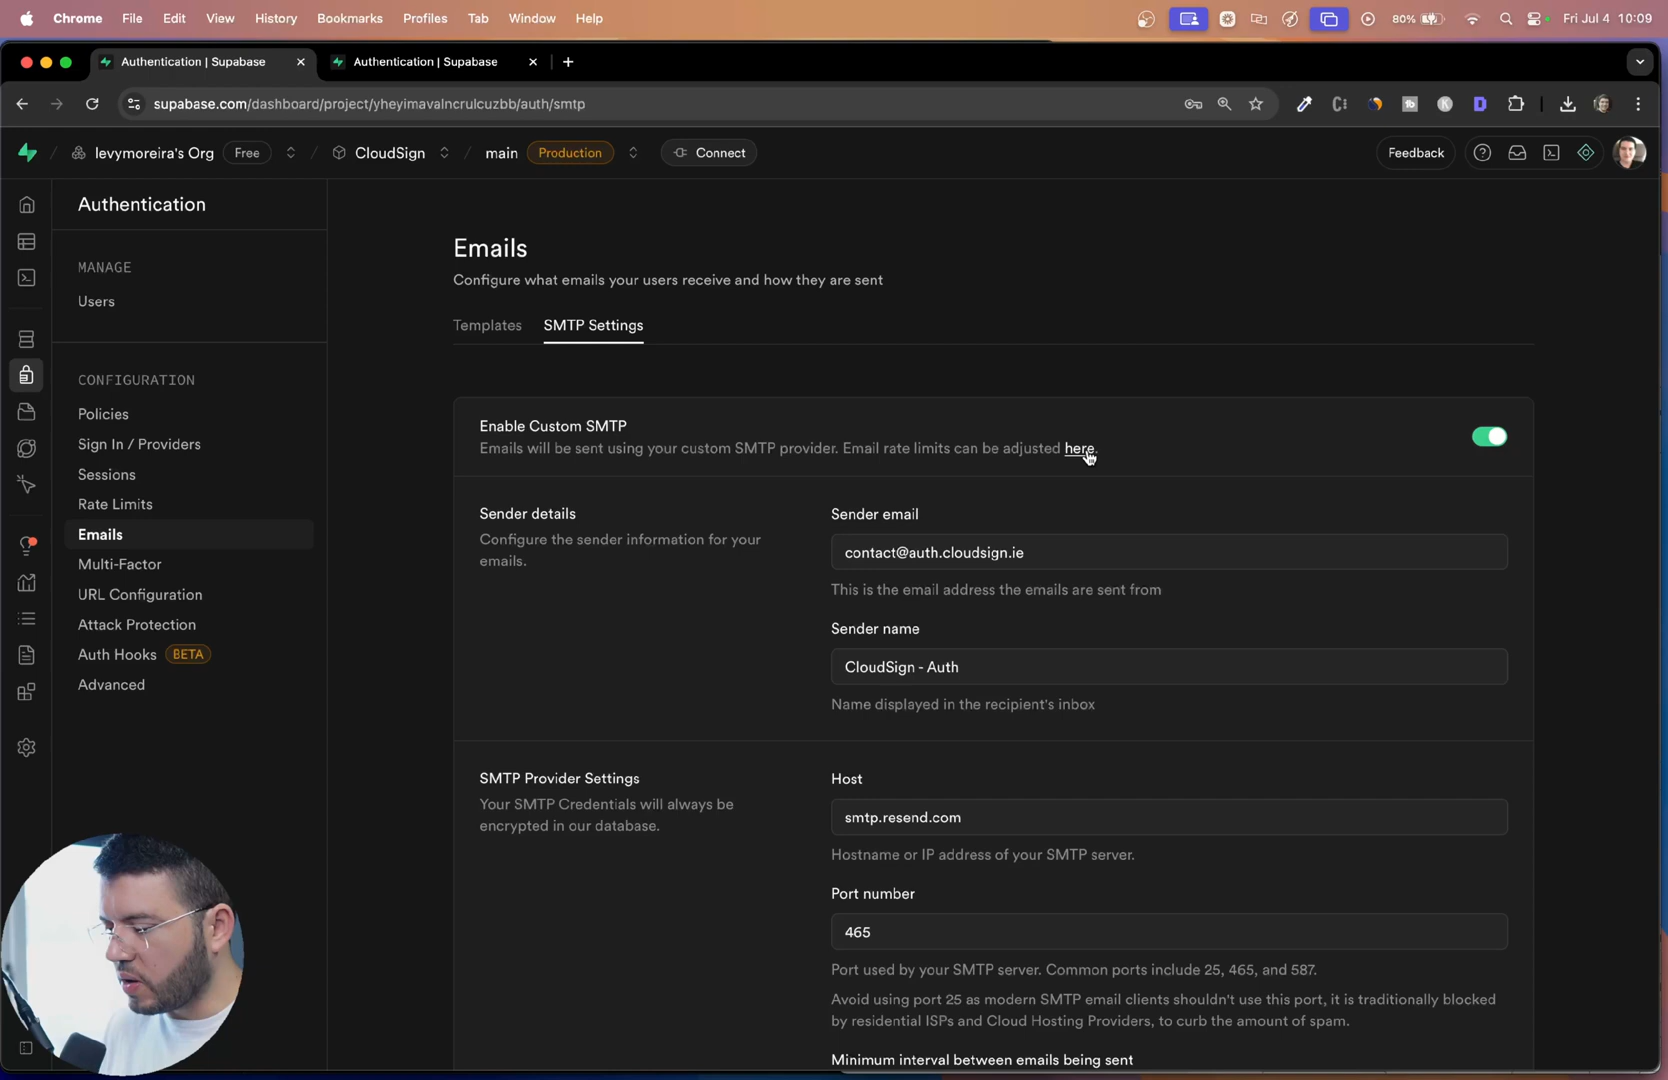 Chrome File Edit View History Bookmarks Profiles Tab Window Help 80% Fri Jul 4 10:09
Authentication | Supabase Authentication | Supabase
supabase.com/dashboard/project/yheyimavalncrulcuzbb/auth/smtp
levymoreira's Org Free CloudSign main Production Connect Feedback
Authentication
MANAGE
Users
CONFIGURATION
Policies
Sign In / Providers
Sessions
Rate Limits
Emails
Multi-Factor
URL Configuration
Attack Protection
Auth Hooks BETA
Advanced
Emails
Configure what emails your users receive and how they are sent
Templates SMTP Settings
Enable Custom SMTP
Emails will be sent using your custom SMTP provider. Email rate limits can be adjusted here.
Sender details
Configure the sender information for your
emails.
Sender email
contact@auth.cloudsign.ie
This is the email address the emails are sent from
Sender name
CloudSign - Auth
Name displayed in the recipient's inbox
SMTP Provider Settings
Your SMTP Credentials will always be
encrypted in our database.
Host
smtp.resend.com
Hostname or IP address of your SMTP server.
Port number
465
Port used by your SMTP server. Common ports include 25, 465, and 587.
Avoid using port 25 as modern SMTP email clients shouldn't use this port, it is traditionally blocked
by residential ISPs and Cloud Hosting Providers, to curb the amount of spam.
Minimum interval between emails being sent